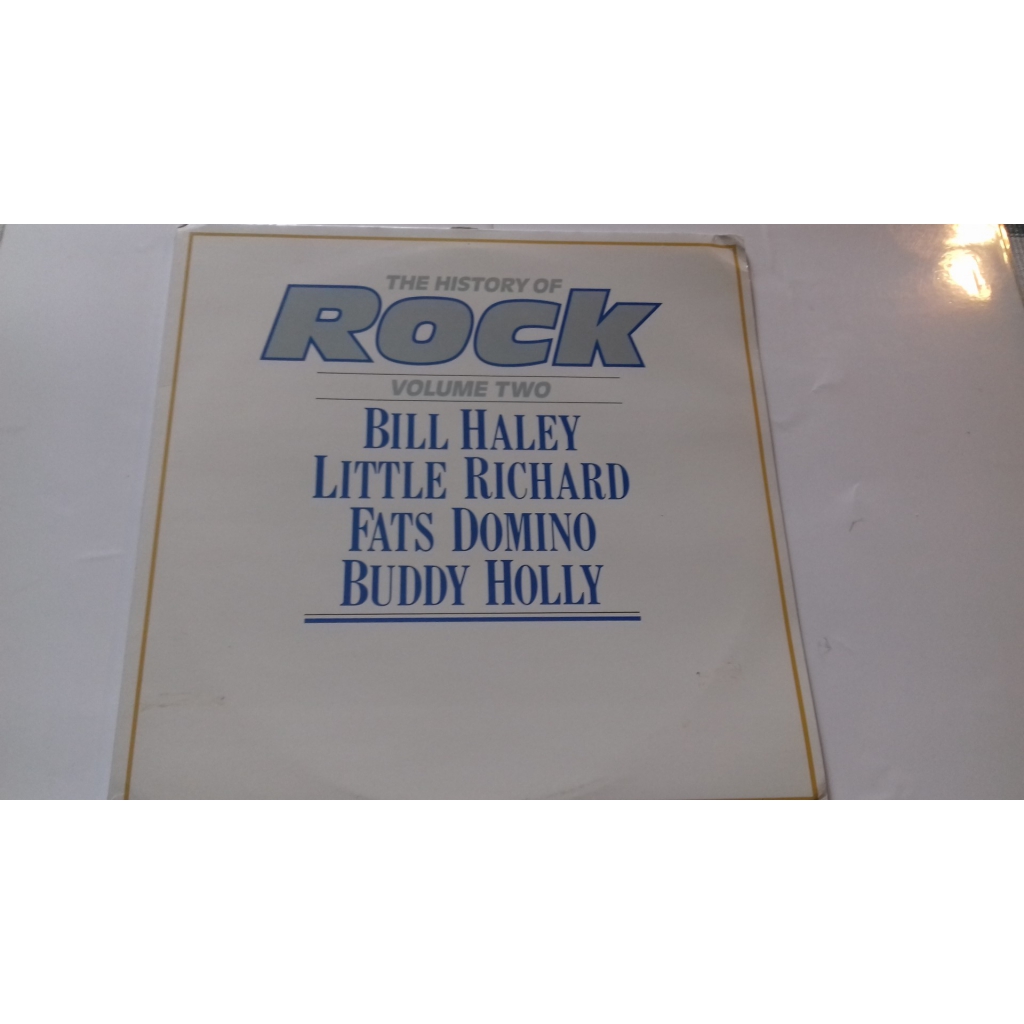 THE HISTORY OF
ROCK
VOLUME TWO
BILL HALEY
LITTLE RICHARD
FATS DOMINO
BUDDY HOLLY